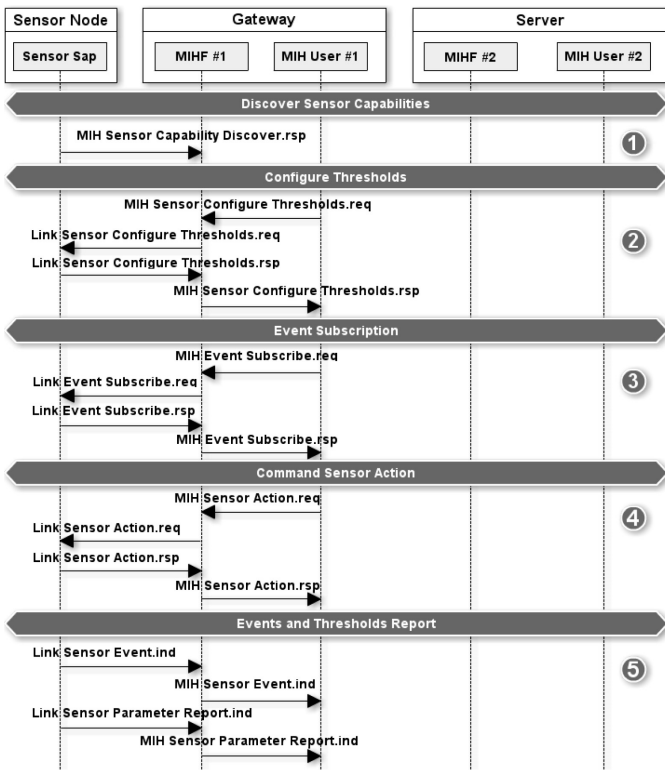 Sensor Node
Gateway
Server
Sensor Sap
MIHF #1
MIH User #1
MIHF #2
MIH User #2
Discover Sensor Capabilities
MIH Sensor Capability Discover.rsp
1
Configure Thresholds
MIH Sensor Configure Thresholds.req
Link Sensor Configure Thresholds.req
2
Link Sensor Configure Thresholds.rsp
MIH Sensor Configure Thresholds.rsp
Event Subscription
MIH Event Subscribe.req
Link Event Subscribe.req
3
Link Event Subscribe.rsp
MIH Event Subscribe.rsp
Command Sensor Action
MIH Sensor Action.req
4
Link Sensor Action.req
Link Sensor Action.rsp
MIH Sensor Action.rsp
Events and Thresholds Report
Link Sensor Event.ind
5
MIH Sensor Event.ind
Link Sensor Parameter Report.ind
MIH Sensor Parameter Report.ind